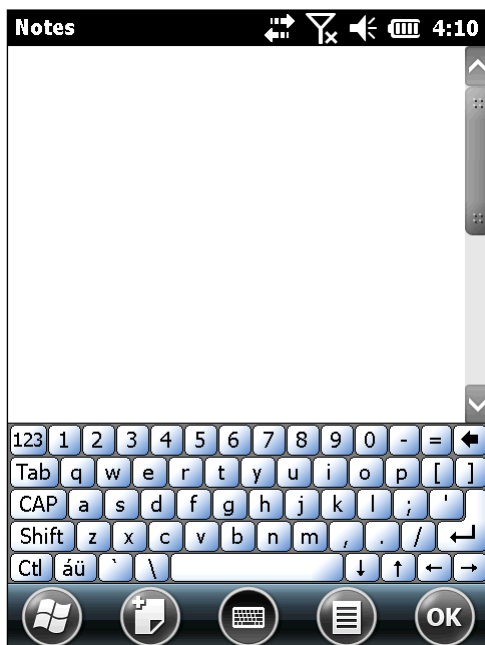 Notes 4:10
123 1 2 3 4 5 6 7 8 9 0 - =
Tab q w e r t y u i o p [ ]
CAP a s d f g h j k l ; '
Shift z x c v b n m , . /
Ctl áü ` \
OK